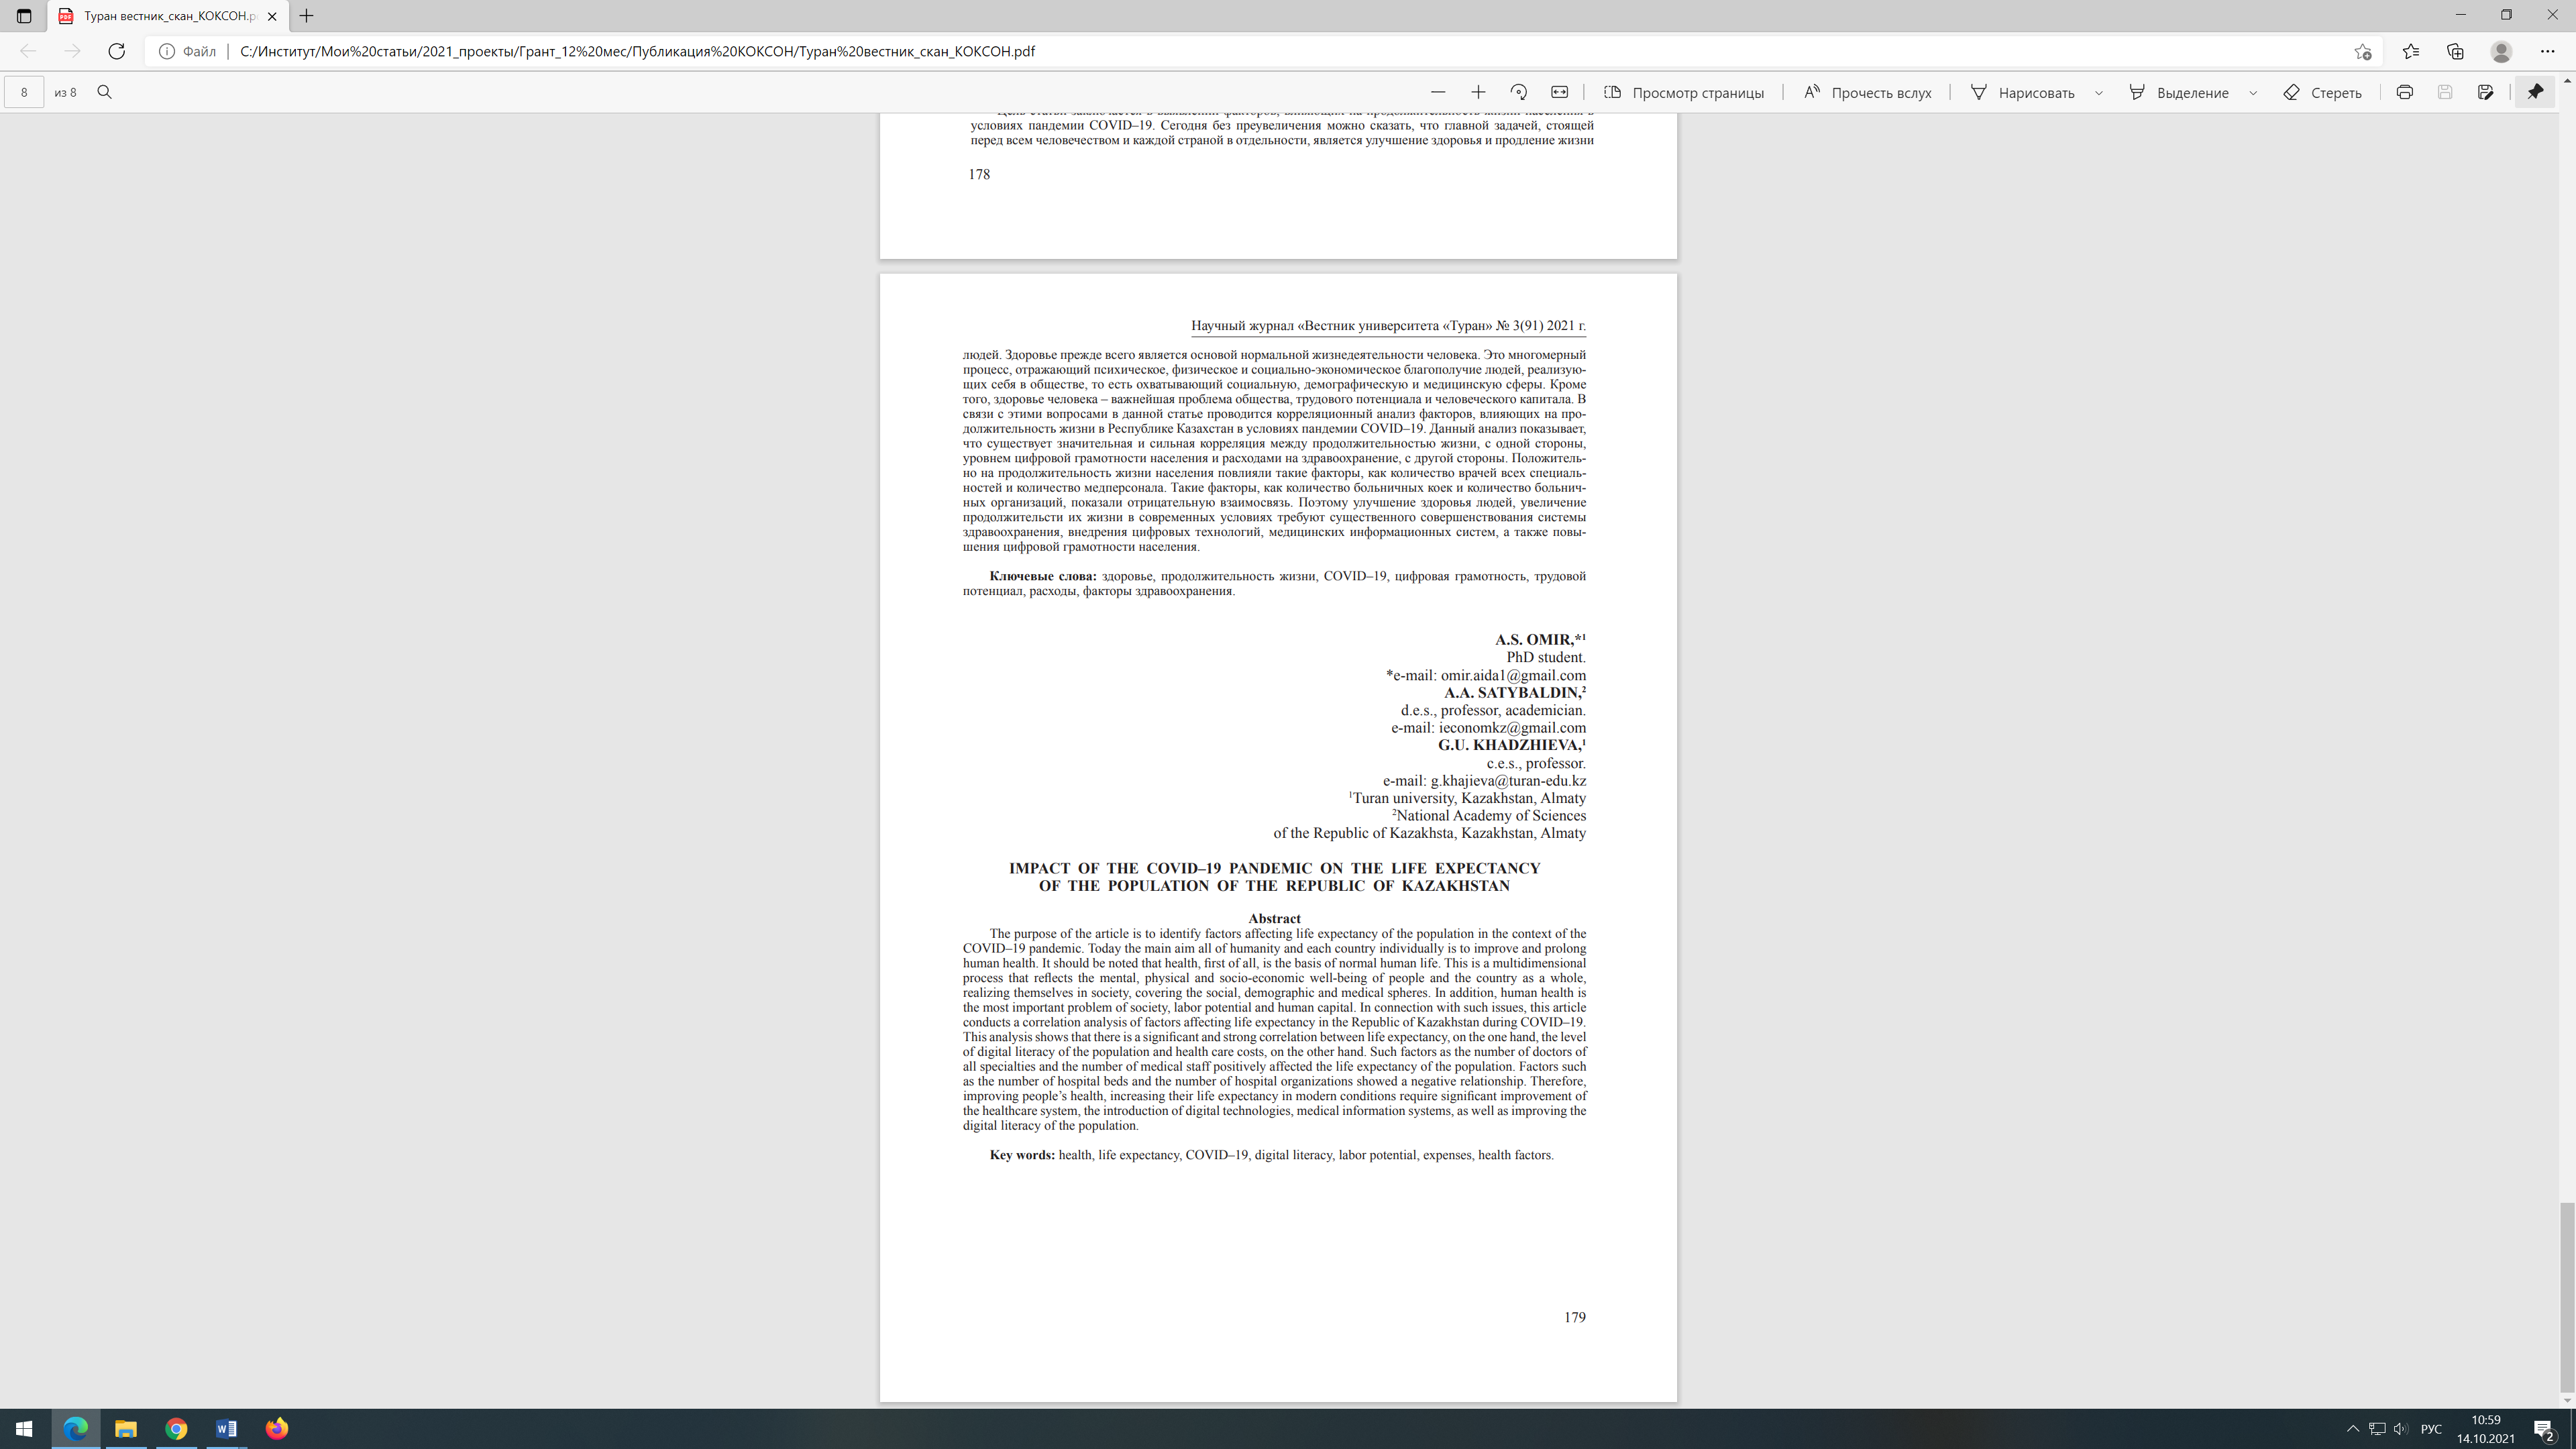 Туран вестник_скан_КОКСОН.p
Файл
C:/Институт/Мои%20статьи/2021_проекты/Грант_12%20мес/Публикация%20КОКСОН/Туран%20вестник_скан_КОКСОН.pdf
8 из 8
Просмотр страницы
Прочесть вслух
Нарисовать
Выделение
Стереть
условиях пандемии COVID–19. Сегодня без преувеличения можно сказать, что главной задачей, стоящей
перед всем человечеством и каждой страной в отдельности, является улучшение здоровья и продление жизни
178
Научный журнал «Вестник университета «Туран» № 3(91) 2021 г.
людей. Здоровье прежде всего является основой нормальной жизнедеятельности человека. Это многомерный
процесс, отражающий психическое, физическое и социально-экономическое благополучие людей, реализую-
щих себя в обществе, то есть охватывающий социальную, демографическую и медицинскую сферы. Кроме
того, здоровье человека – важнейшая проблема общества, трудового потенциала и человеческого капитала. В
связи с этими вопросами в данной статье проводится корреляционный анализ факторов, влияющих на про-
должительность жизни в Республике Казахстан в условиях пандемии COVID–19. Данный анализ показывает,
что существует значительная и сильная корреляция между продолжительностью жизни, с одной стороны,
уровнем цифровой грамотности населения и расходами на здравоохранение, с другой стороны. Положитель-
но на продолжительность жизни населения повлияли такие факторы, как количество врачей всех специаль-
ностей и количество медперсонала. Такие факторы, как количество больничных коек и количество больнич-
ных организаций, показали отрицательную взаимосвязь. Поэтому улучшение здоровья людей, увеличение
продолжительсти их жизни в современных условиях требуют существенного совершенствования системы
здравоохранения, внедрения цифровых технологий, медицинских информационных систем, а также повы-
шения цифровой грамотности населения.
Ключевые слова: здоровье, продолжительность жизни, COVID–19, цифровая грамотность, трудовой
потенциал, расходы, факторы здравоохранения.
A.S. OMIR,*¹
PhD student.
*e-mail: omir.aida1@gmail.com
A.A. SATYBALDIN,²
d.e.s., professor, academician.
e-mail: ieconomkz@gmail.com
G.U. KHADZHIEVA,¹
c.e.s., professor.
e-mail: g.khajieva@turan-edu.kz
¹Turan university, Kazakhstan, Almaty
²National Academy of Sciences
of the Republic of Kazakhsta, Kazakhstan, Almaty
IMPACT OF THE COVID–19 PANDEMIC ON THE LIFE EXPECTANCY
OF THE POPULATION OF THE REPUBLIC OF KAZAKHSTAN
Abstract
The purpose of the article is to identify factors affecting life expectancy of the population in the context of the
COVID–19 pandemic. Today the main aim all of humanity and each country individually is to improve and prolong
human health. It should be noted that health, first of all, is the basis of normal human life. This is a multidimensional
process that reflects the mental, physical and socio-economic well-being of people and the country as a whole,
realizing themselves in society, covering the social, demographic and medical spheres. In addition, human health is
the most important problem of society, labor potential and human capital. In connection with such issues, this article
conducts a correlation analysis of factors affecting life expectancy in the Republic of Kazakhstan during COVID–19.
This analysis shows that there is a significant and strong correlation between life expectancy, on the one hand, the level
of digital literacy of the population and health care costs, on the other hand. Such factors as the number of doctors of
all specialties and the number of medical staff positively affected the life expectancy of the population. Factors such
as the number of hospital beds and the number of hospital organizations showed a negative relationship. Therefore,
improving people’s health, increasing their life expectancy in modern conditions require significant improvement of
the healthcare system, the introduction of digital technologies, medical information systems, as well as improving the
digital literacy of the population.
Key words: health, life expectancy, COVID–19, digital literacy, labor potential, expenses, health factors.
179
РУС
10:59
14.10.2021
2